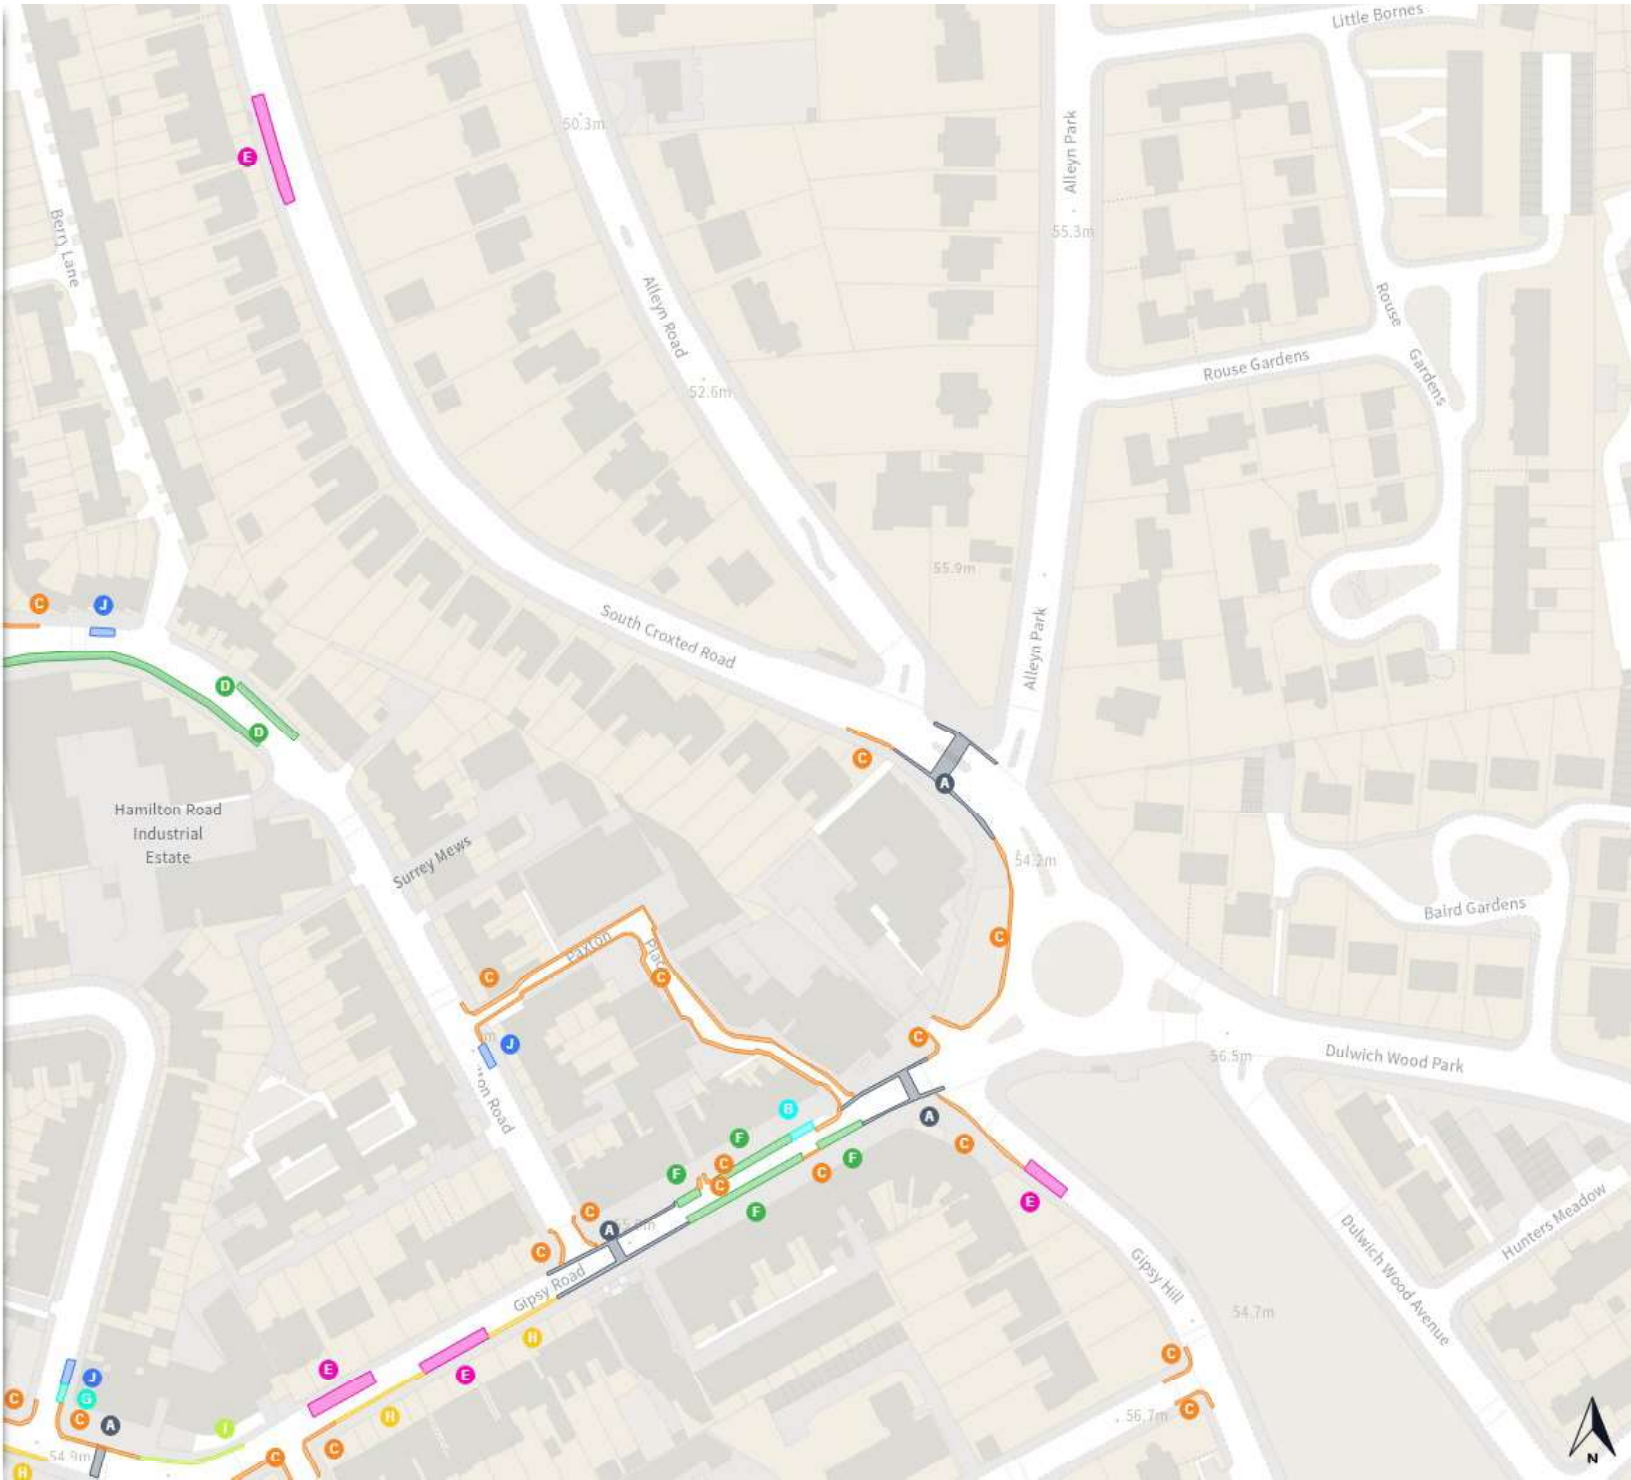 Little Bornes
50.3m
E
Alleyn Park
Berry Lane
55.3m
Alleyn Road
Rouse
Gardens
Rouse Gardens
52.6m
55.9m
C
J
South Croxted Road
Alleyn Park
D
D
C
A
Hamilton Road
Industrial
Estate
Surrey Mews
54.2m
Baird Gardens
C
Paxton
C
C
m
J
C
56.5m
Dulwich Wood Park
B
A
F
C
C
F
C
F
C
F
E
C
A
C
Gipsy Road
Gipsy Hill
Dulwich Wood Avenue
Hunters Meadow
54.7m
H
E
E
J
G
C
C
A
H
I
C
C
C
C
56.7m
54.9m
H
N